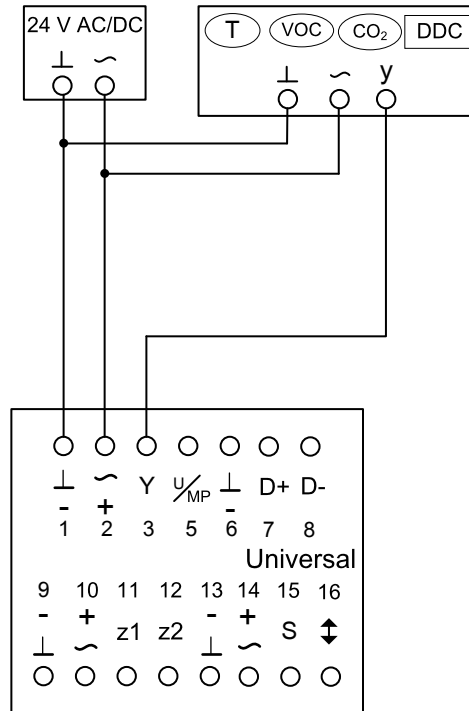 24 V AC/DC
T VOC CO₂ DDC
⊥ ~
⊥ ~ y
⊥ ~ Y U/MP ⊥ D+ D-
- + -
1 2 3 5 6 7 8
Universal
9 10 11 12 13 14 15 16
- + z1 z2 - + S ↕
⊥ ~ ⊥ ~